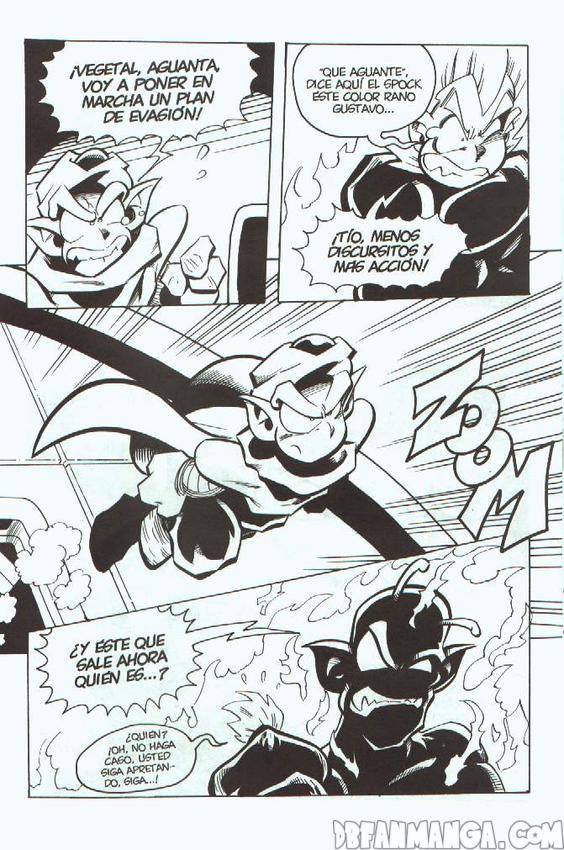 ¡VEGETAL, AGUANTA,
VOY A PONER EN
MARCHA UN PLAN
DE EVASIÓN!
"QUE AGUANTE",
DICE AQUÍ EL SPOCK
ESTE COLOR RANO
GUSTAVO...
¡TÍO, MENOS
DISCURSITOS Y
MAS ACCIÓN!
ZOOM
¿Y ESTE QUE
SALE AHORA
QUIÉN ES...?
¿QUIÉN?
¡OH, NO HAGA
CASO, USTED
SIGA APRETAN-
DO, SIGA...!
DBFANMANGA.COM